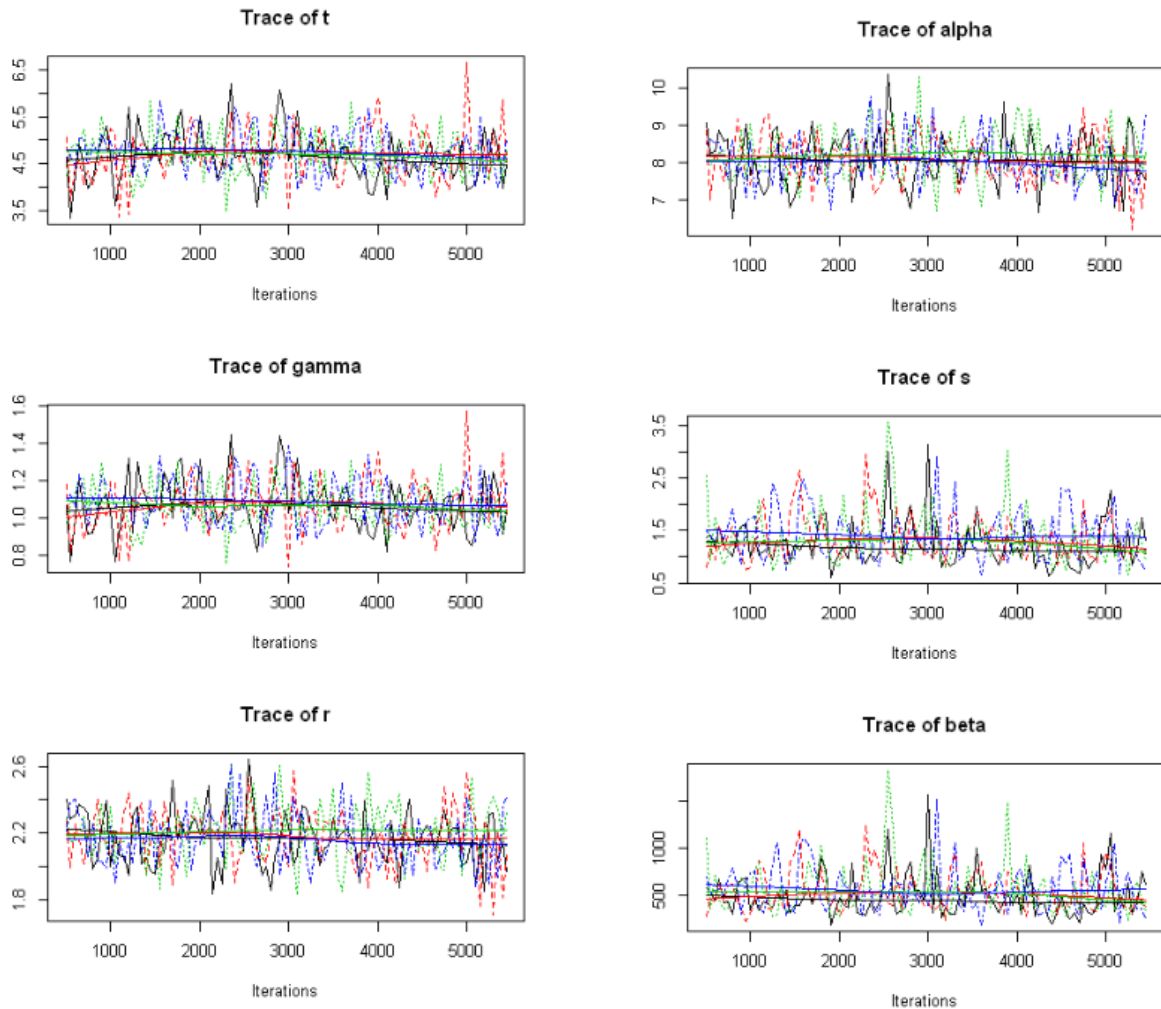 Trace of t
6.5
5.5
4.5
3.5
1000 2000 3000 4000 5000
Iterations
Trace of alpha
10
9
8
7
1000 2000 3000 4000 5000
Iterations
Trace of gamma
1.6
1.4
1.2
1.0
0.8
1000 2000 3000 4000 5000
Iterations
Trace of s
3.5
2.5
1.5
0.5
1000 2000 3000 4000 5000
Iterations
Trace of r
2.6
2.2
1.8
1000 2000 3000 4000 5000
Iterations
Trace of beta
1000
500
1000 2000 3000 4000 5000
Iterations